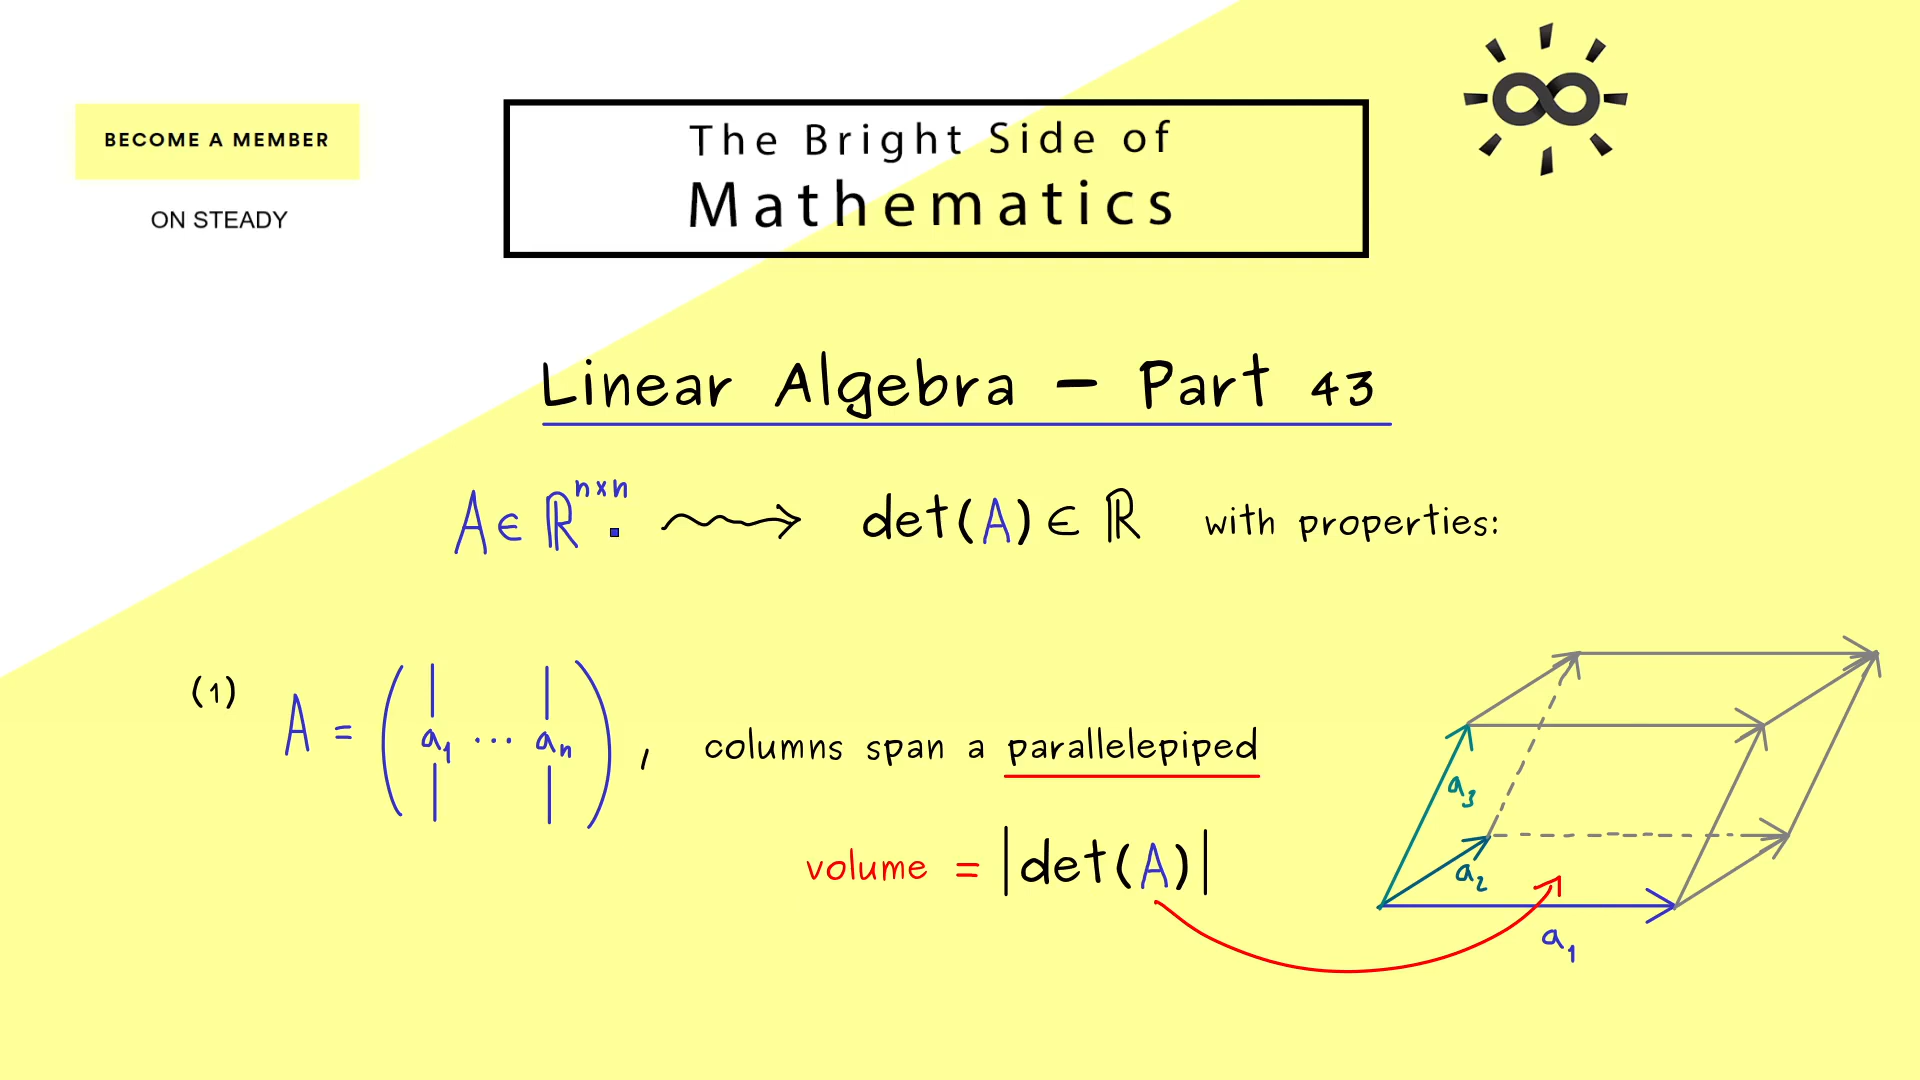 BECOME A MEMBER
ON STEADY
The Bright Side of
Mathematics
Linear Algebra – Part 43
A ∈ ℝⁿˣⁿ ⟿ det(A) ∈ ℝ with properties:
(1) A = (a₁ ⋯ aₙ) , columns span a parallelepiped
volume = |det(A)|
a₃
a₂
a₁